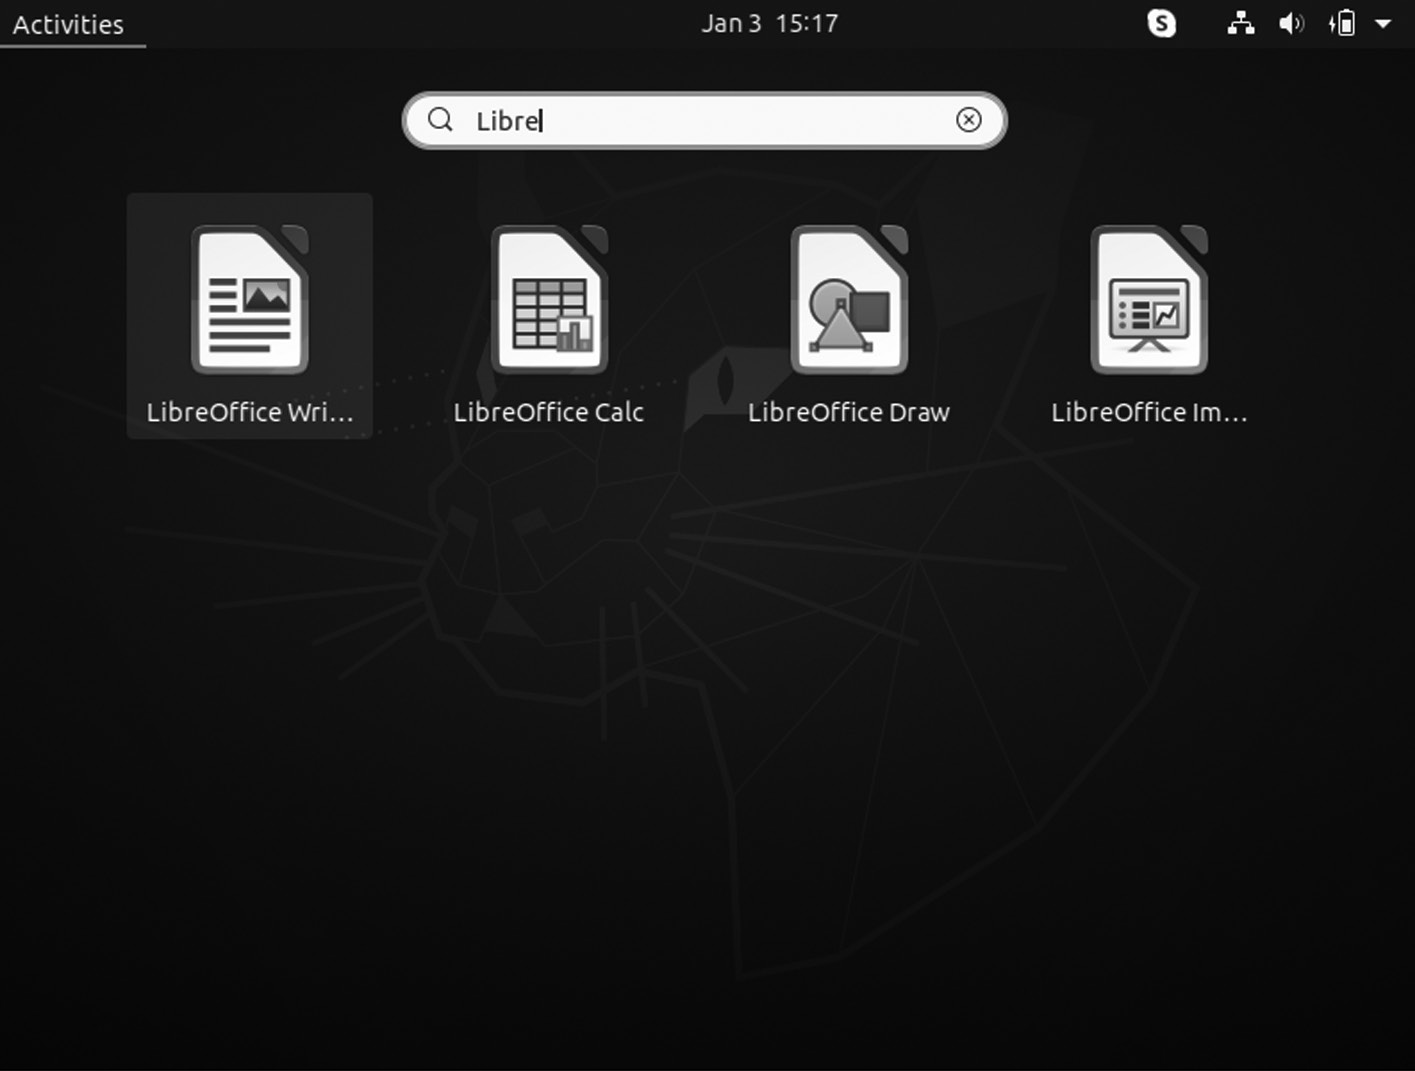 Activities
Jan 3 15:17
S
Libre
LibreOffice Wri...
LibreOffice Calc
LibreOffice Draw
LibreOffice Im...